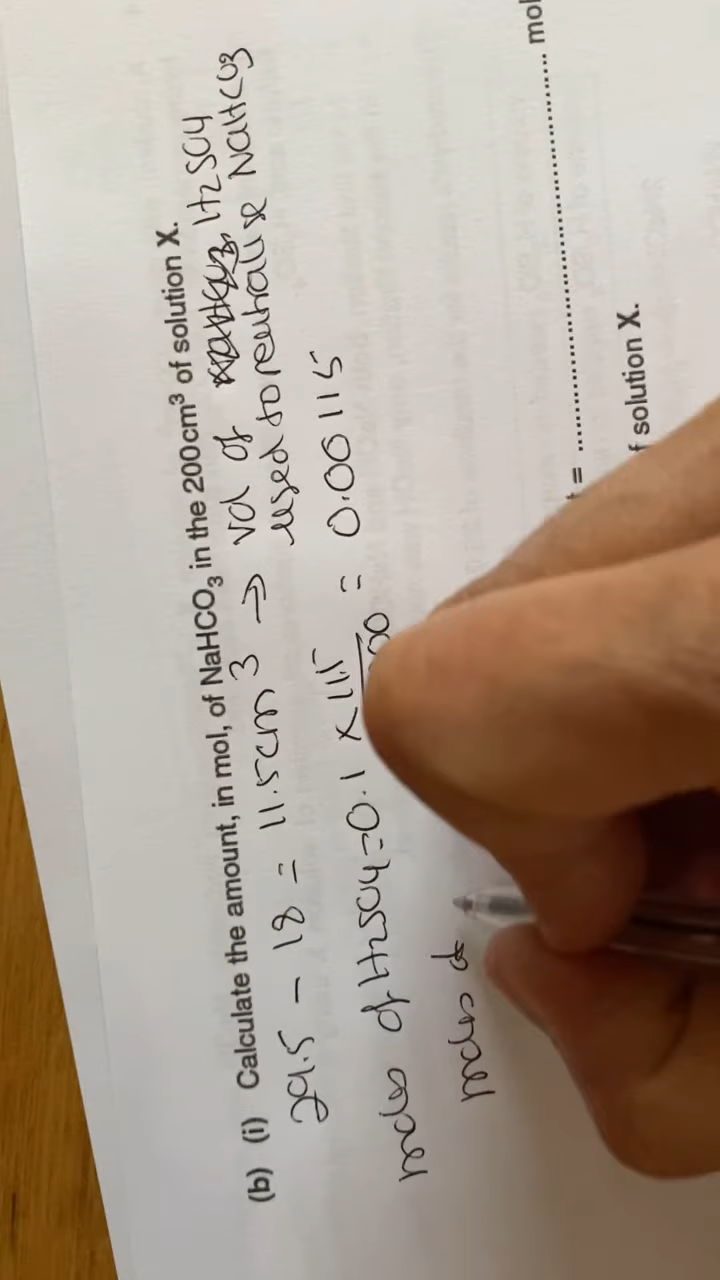 (b) (i) Calculate the amount, in mol, of NaHCO₃ in the 200cm³ of solution X.
29.5 - 18 = 11.5cm³ → vol of H2SO4
used to neutralise NaHCO3
moles of H2SO4 = 0.1 × 11.5 = 0.00115
moles of
= .............................. mol
solution X.